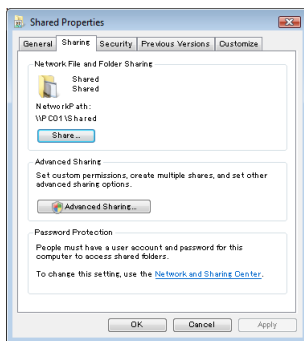 Shared Properties
General Sharing Security Previous Versions Customize
Network File and Folder Sharing
Shared
Shared
Network Path:
\\PC01\Shared
Share...
Advanced Sharing
Set custom permissions, create multiple shares, and set other
advanced sharing options.
Advanced Sharing...
Password Protection
People must have a user account and password for this
computer to access shared folders.
To change this setting, use the Network and Sharing Center.
OK Cancel Apply